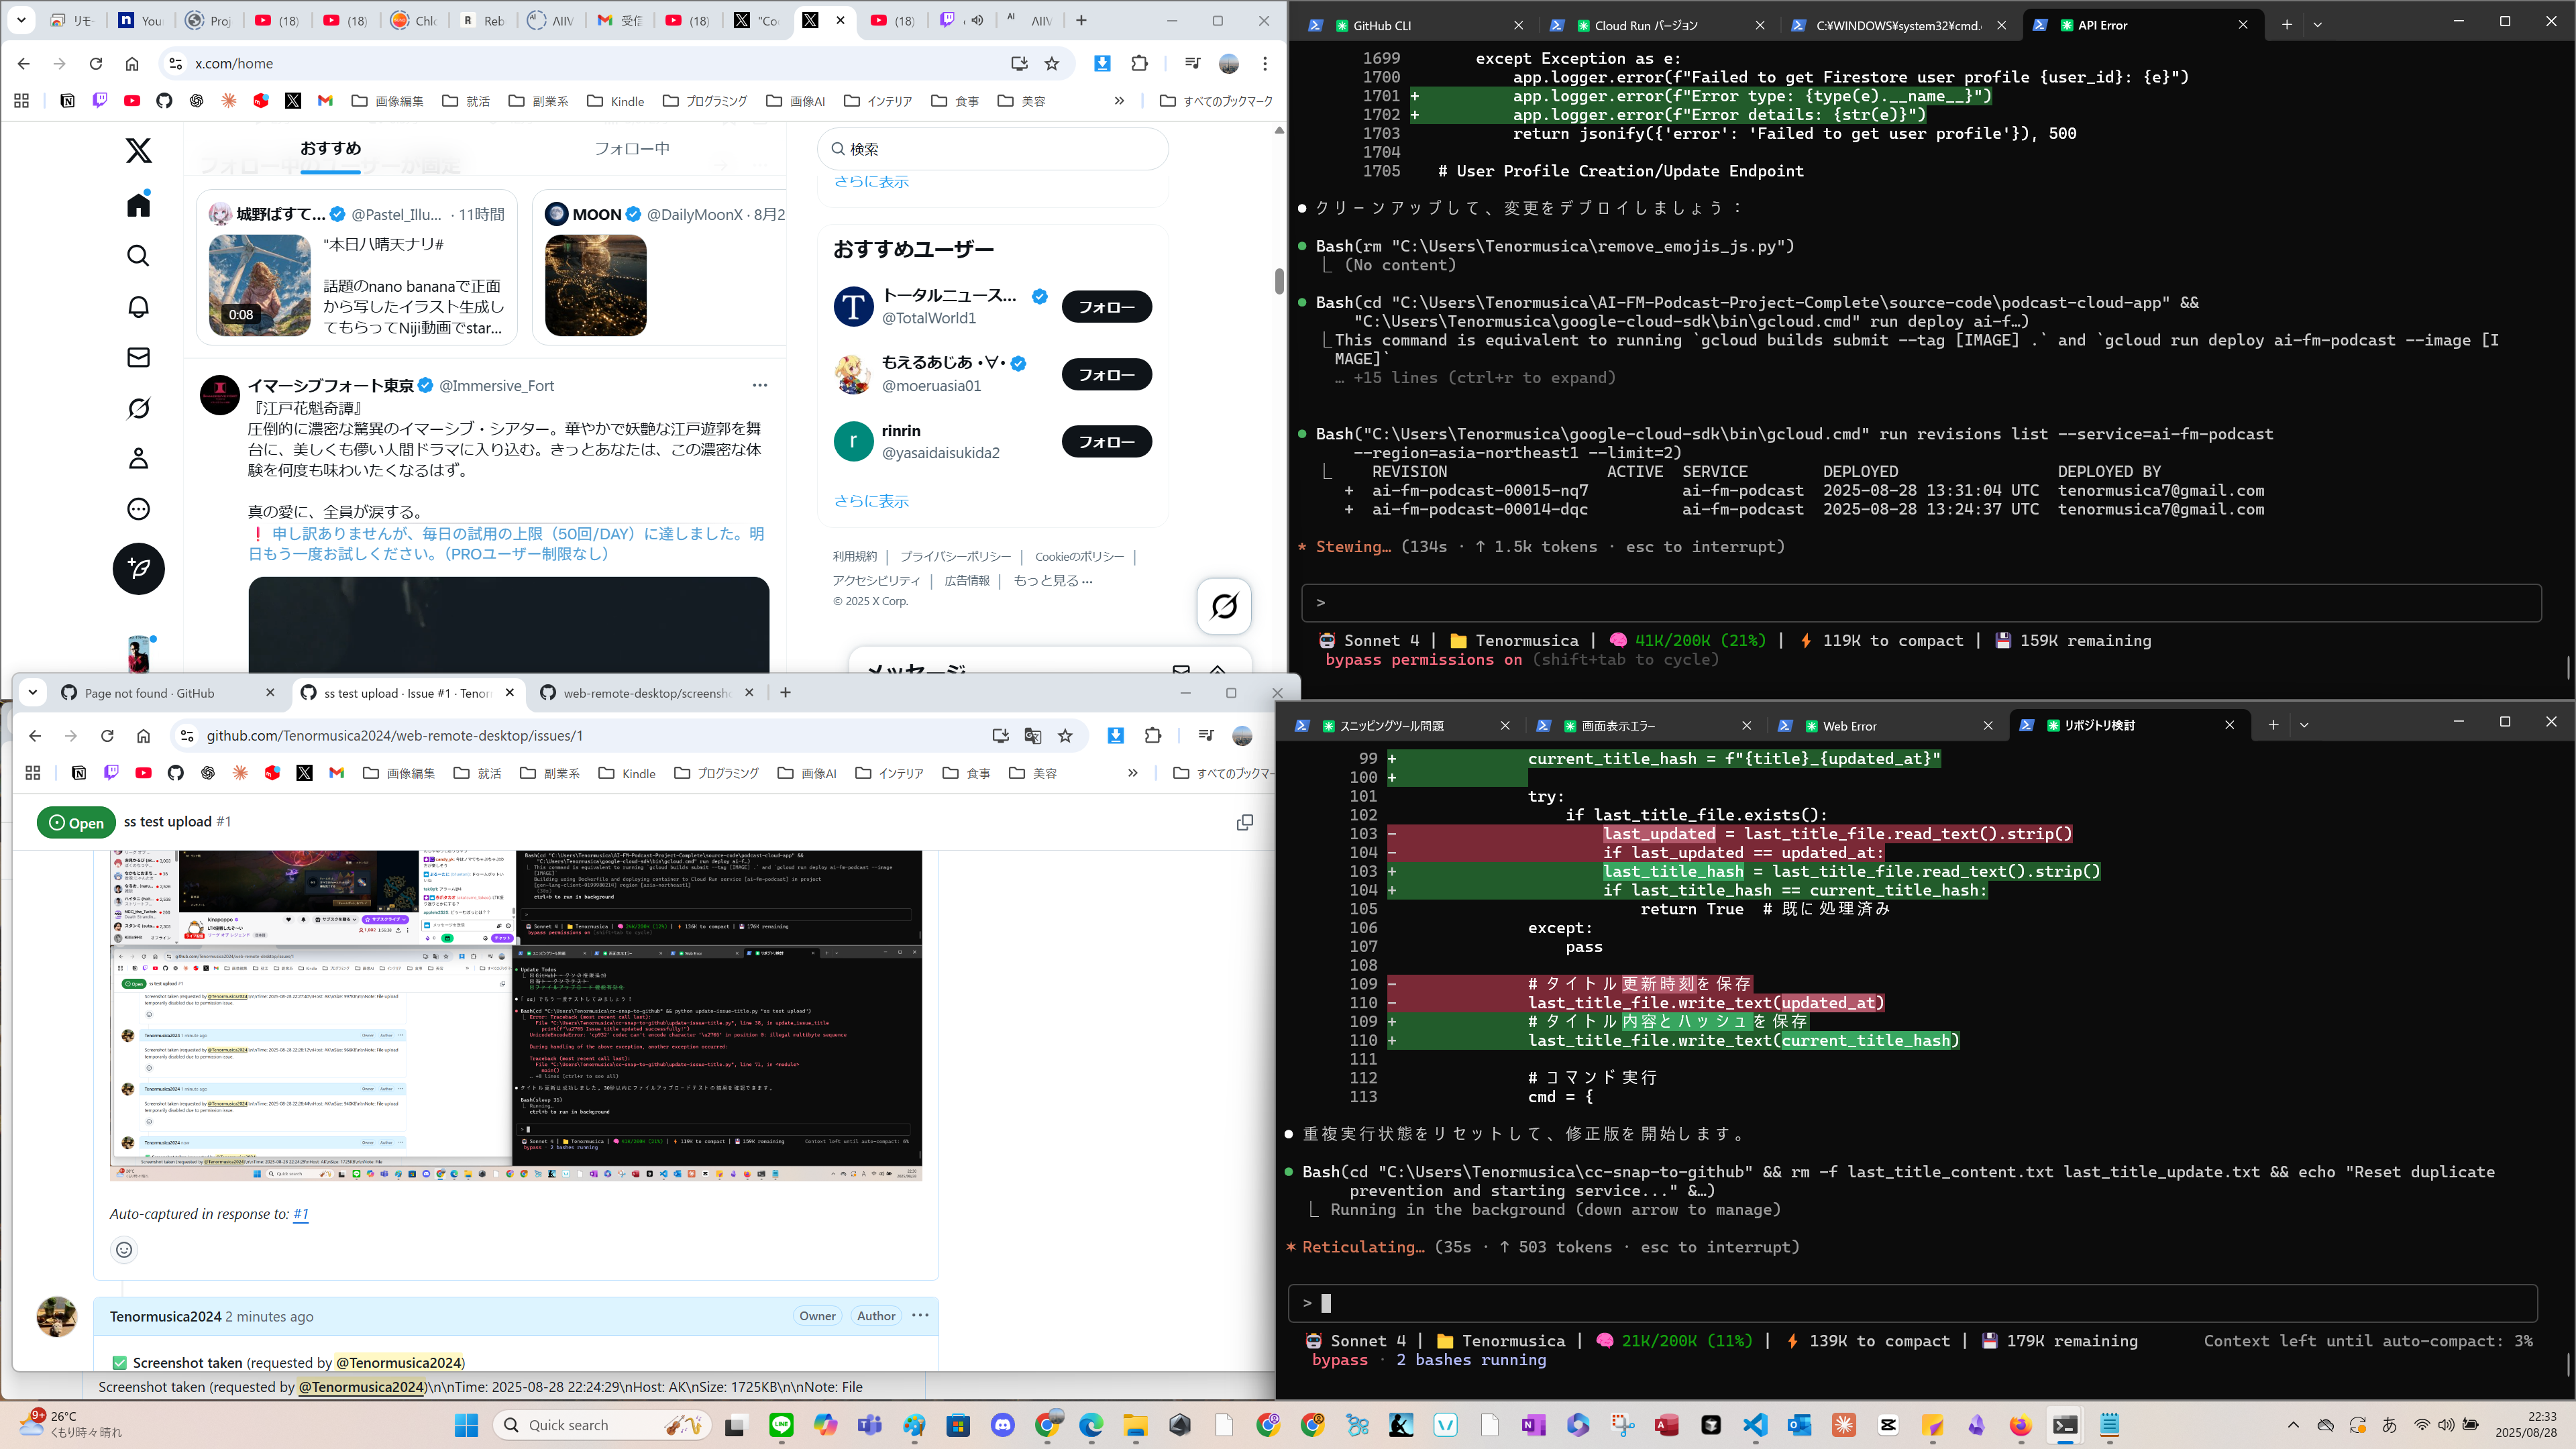 リモー
You
Proj
(18)
(18)
Chlo
Reb
AIIV
受信
(18)
"Co
(18)
AIIV
x.com/home
画像編集
就活
副業系
Kindle
プログラミング
画像AI
インテリア
食事
美容
すべてのブックマーク
おすすめ
フォロー中
検索
さらに表示
城野ぱすて... @Pastel_Illu... · 11時間
"本日ハ晴天ナリ#
話題のnano bananaで正面
から写したイラスト生成し
てもらってNiji動画でstar...
0:08
MOON @DailyMoonX · 8月2
イマーシブフォート東京 @Immersive_Fort
『江戸花魁奇譚』
圧倒的に濃密な驚異のイマーシブ・シアター。華やかで妖艶な江戸遊郭を舞
台に、美しくも儚い人間ドラマに入り込む。きっとあなたは、この濃密な体
験を何度も味わいたくなるはず。
真の愛に、全員が涙する。
❗ 申し訳ありませんが、毎日の試用の上限（50回/DAY）に達しました。明
日もう一度お試しください。（PROユーザー制限なし）
おすすめユーザー
トータルニュース...
@TotalWorld1
フォロー
もえるあじあ ･∀･
@moeruasia01
フォロー
rinrin
@yasaidaisukida2
フォロー
さらに表示
利用規約 | プライバシーポリシー | Cookieのポリシー |
アクセシビリティ | 広告情報 | もっと見る ···
© 2025 X Corp.
メッセージ
GitHub CLI
Cloud Run バージョン
C:¥WINDOWS¥system32¥cmd.
API Error
1699 except Exception as e:
1700 app.logger.error(f"Failed to get Firestore user profile {user_id}: {e}")
1701 + app.logger.error(f"Error type: {type(e).__name__}")
1702 + app.logger.error(f"Error details: {str(e)}")
1703 return jsonify({'error': 'Failed to get user profile'}), 500
1704
1705 # User Profile Creation/Update Endpoint
● クリーンアップして、変更をデプロイしましょう：
● Bash(rm "C:\Users\Tenormusica\remove_emojis_js.py")
⎿ (No content)
● Bash(cd "C:\Users\Tenormusica\AI-FM-Podcast-Project-Complete\source-code\podcast-cloud-app" &&
"C:\Users\Tenormusica\google-cloud-sdk\bin\gcloud.cmd" run deploy ai-f…)
⎿ This command is equivalent to running `gcloud builds submit --tag [IMAGE] .` and `gcloud run deploy ai-fm-podcast --image [I
MAGE]`
… +15 lines (ctrl+r to expand)
● Bash("C:\Users\Tenormusica\google-cloud-sdk\bin\gcloud.cmd" run revisions list --service=ai-fm-podcast
--region=asia-northeast1 --limit=2)
⎿ REVISION ACTIVE SERVICE DEPLOYED DEPLOYED BY
+ ai-fm-podcast-00015-nq7 ai-fm-podcast 2025-08-28 13:31:04 UTC tenormusica7@gmail.com
+ ai-fm-podcast-00014-dqc ai-fm-podcast 2025-08-28 13:24:37 UTC tenormusica7@gmail.com
* Stewing… (134s · ↑ 1.5k tokens · esc to interrupt)
>
Sonnet 4 | Tenormusica | 41K/200K (21%) | 119K to compact | 159K remaining
bypass permissions on (shift+tab to cycle)
Page not found · GitHub
ss test upload · Issue #1 · Tenor
web-remote-desktop/screensh
github.com/Tenormusica2024/web-remote-desktop/issues/1
画像編集
就活
副業系
Kindle
プログラミング
画像AI
インテリア
食事
美容
すべてのブックマー
Open
ss test upload #1
Auto-captured in response to: #1
Tenormusica2024 2 minutes ago
Owner
Author
✅ Screenshot taken (requested by @Tenormusica2024)
Screenshot taken (requested by @Tenormusica2024)\n\nTime: 2025-08-28 22:24:29\nHost: AK\nSize: 1725KB\n\nNote: File
スニッピングツール問題
画面表示エラー
Web Error
リポジトリ検討
99 + current_title_hash = f"{title}_{updated_at}"
100 +
101 try:
102 if last_title_file.exists():
103 - last_updated = last_title_file.read_text().strip()
104 - if last_updated == updated_at:
103 + last_title_hash = last_title_file.read_text().strip()
104 + if last_title_hash == current_title_hash:
105 return True # 既に処理済み
106 except:
107 pass
108
109 - # タイトル更新時刻を保存
110 - last_title_file.write_text(updated_at)
109 + # タイトル内容とハッシュを保存
110 + last_title_file.write_text(current_title_hash)
111
112 # コマンド実行
113 cmd = {
● 重複実行状態をリセットして、修正版を開始します。
● Bash(cd "C:\Users\Tenormusica\cc-snap-to-github" && rm -f last_title_content.txt last_title_update.txt && echo "Reset duplicate
prevention and starting service..." &…)
⎿ Running in the background (down arrow to manage)
✶ Reticulating… (35s · ↑ 503 tokens · esc to interrupt)
>
Sonnet 4 | Tenormusica | 21K/200K (11%) | 139K to compact | 179K remaining Context left until auto-compact: 3%
bypass · 2 bashes running
9+
26°C
くもり時々晴れ
Quick search
あ
22:33
2025/08/28